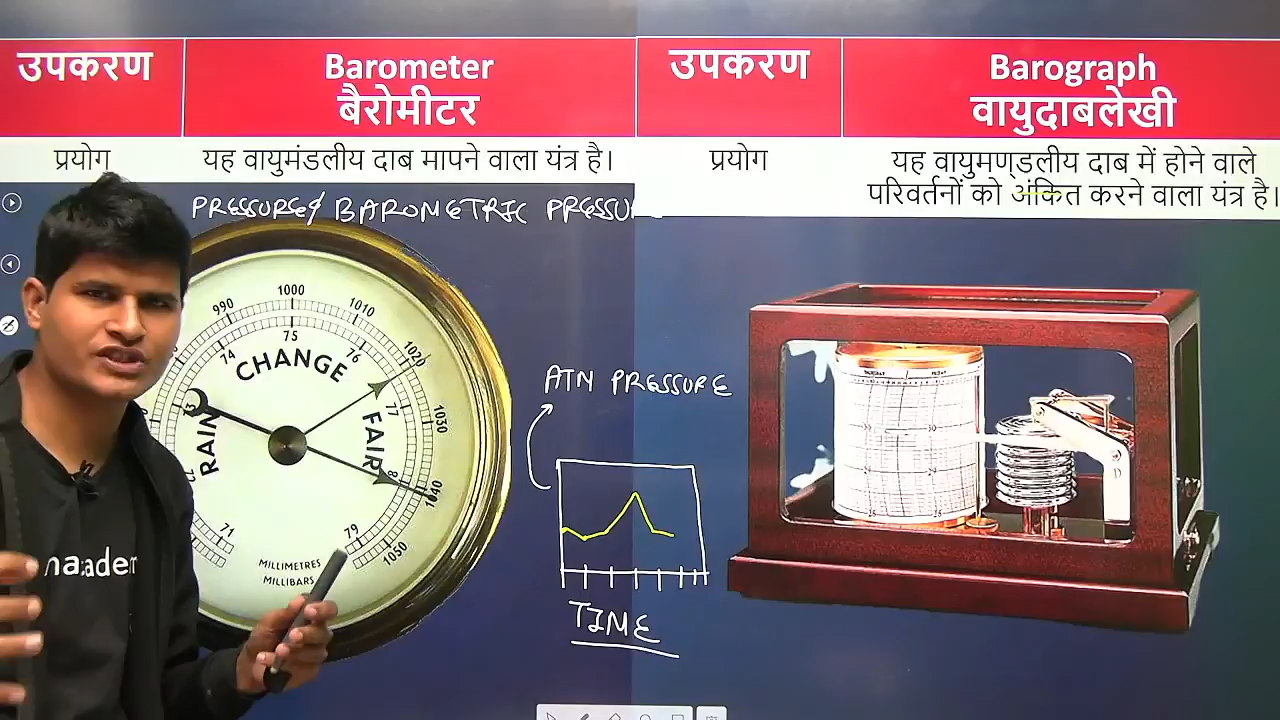 उपकरण
Barometer
बैरोमीटर
प्रयोग
यह वायुमंडलीय दाब मापने वाला यंत्र है।
PRESSURE / BAROMETRIC PRESSURE
990
1000
1010
1020
1030
1040
1050
71
74
75
76
77
79
RAIN
CHANGE
FAIR
MILLIMETRES
MILLIBARS
उपकरण
Barograph
वायुदाबलेखी
प्रयोग
यह वायुमण्डलीय दाब में होने वाले
परिवर्तनों को अंकित करने वाला यंत्र है।
ATM PRESSURE
TIME